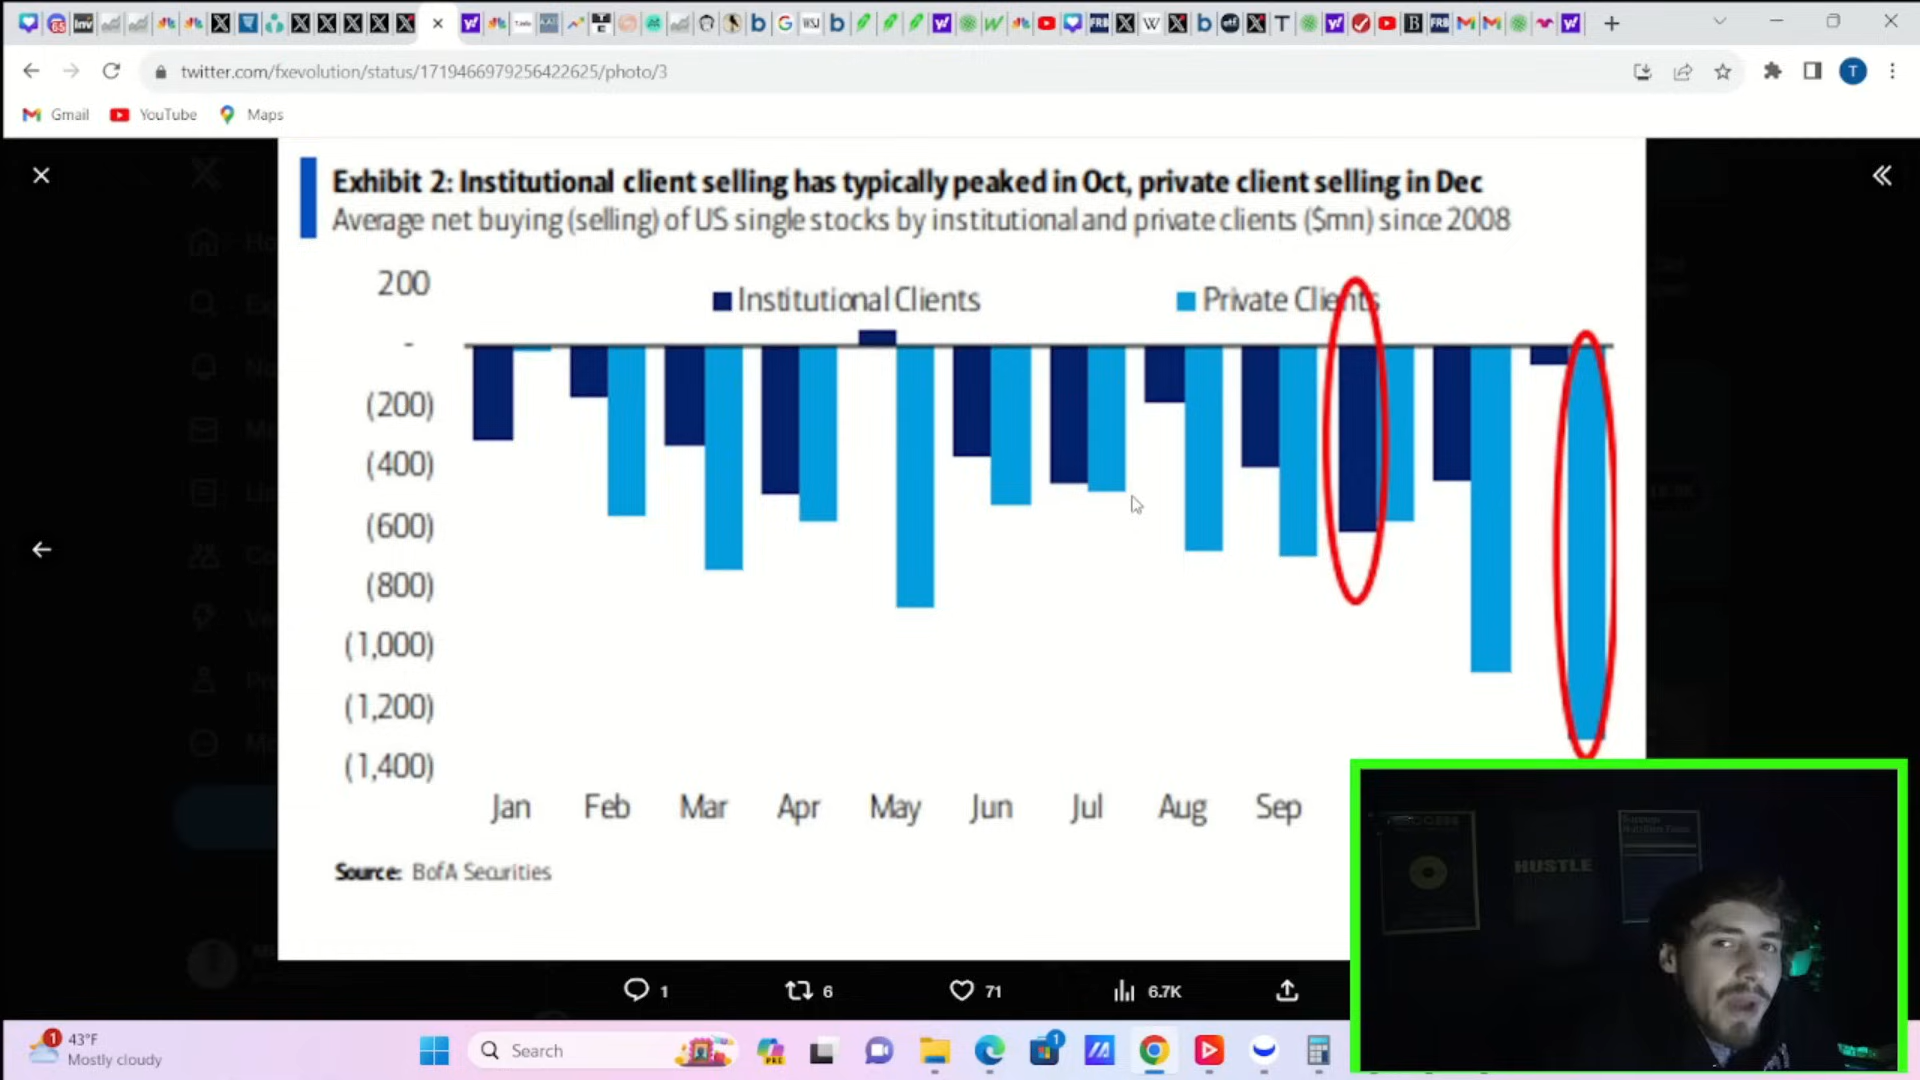 twitter.com/fxevolution/status/1719466979256422625/photo/3
T
Gmail YouTube Maps
Exhibit 2: Institutional client selling has typically peaked in Oct, private client selling in Dec
Average net buying (selling) of US single stocks by institutional and private clients ($mn) since 2008
Institutional Clients Private Clients
200
-
(200)
(400)
(600)
(800)
(1,000)
(1,200)
(1,400)
Jan Feb Mar Apr May Jun Jul Aug Sep
Source: BofA Securities
HUSTLE
1 6 71 6.7K
1 43°F
Mostly cloudy
Search
PRE
1